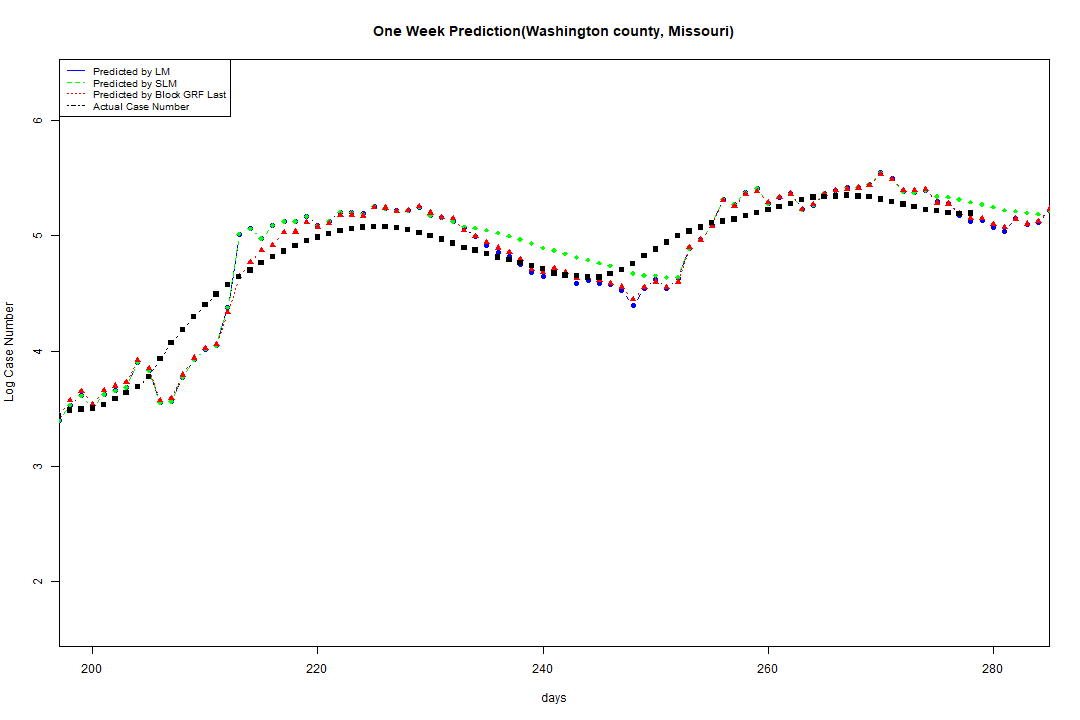 One Week Prediction(Washington county, Missouri)
Predicted by LM
Predicted by SLM
Predicted by Block GRF Last
Actual Case Number
6
5
4
3
2
Log Case Number
200 220 240 260 280
days